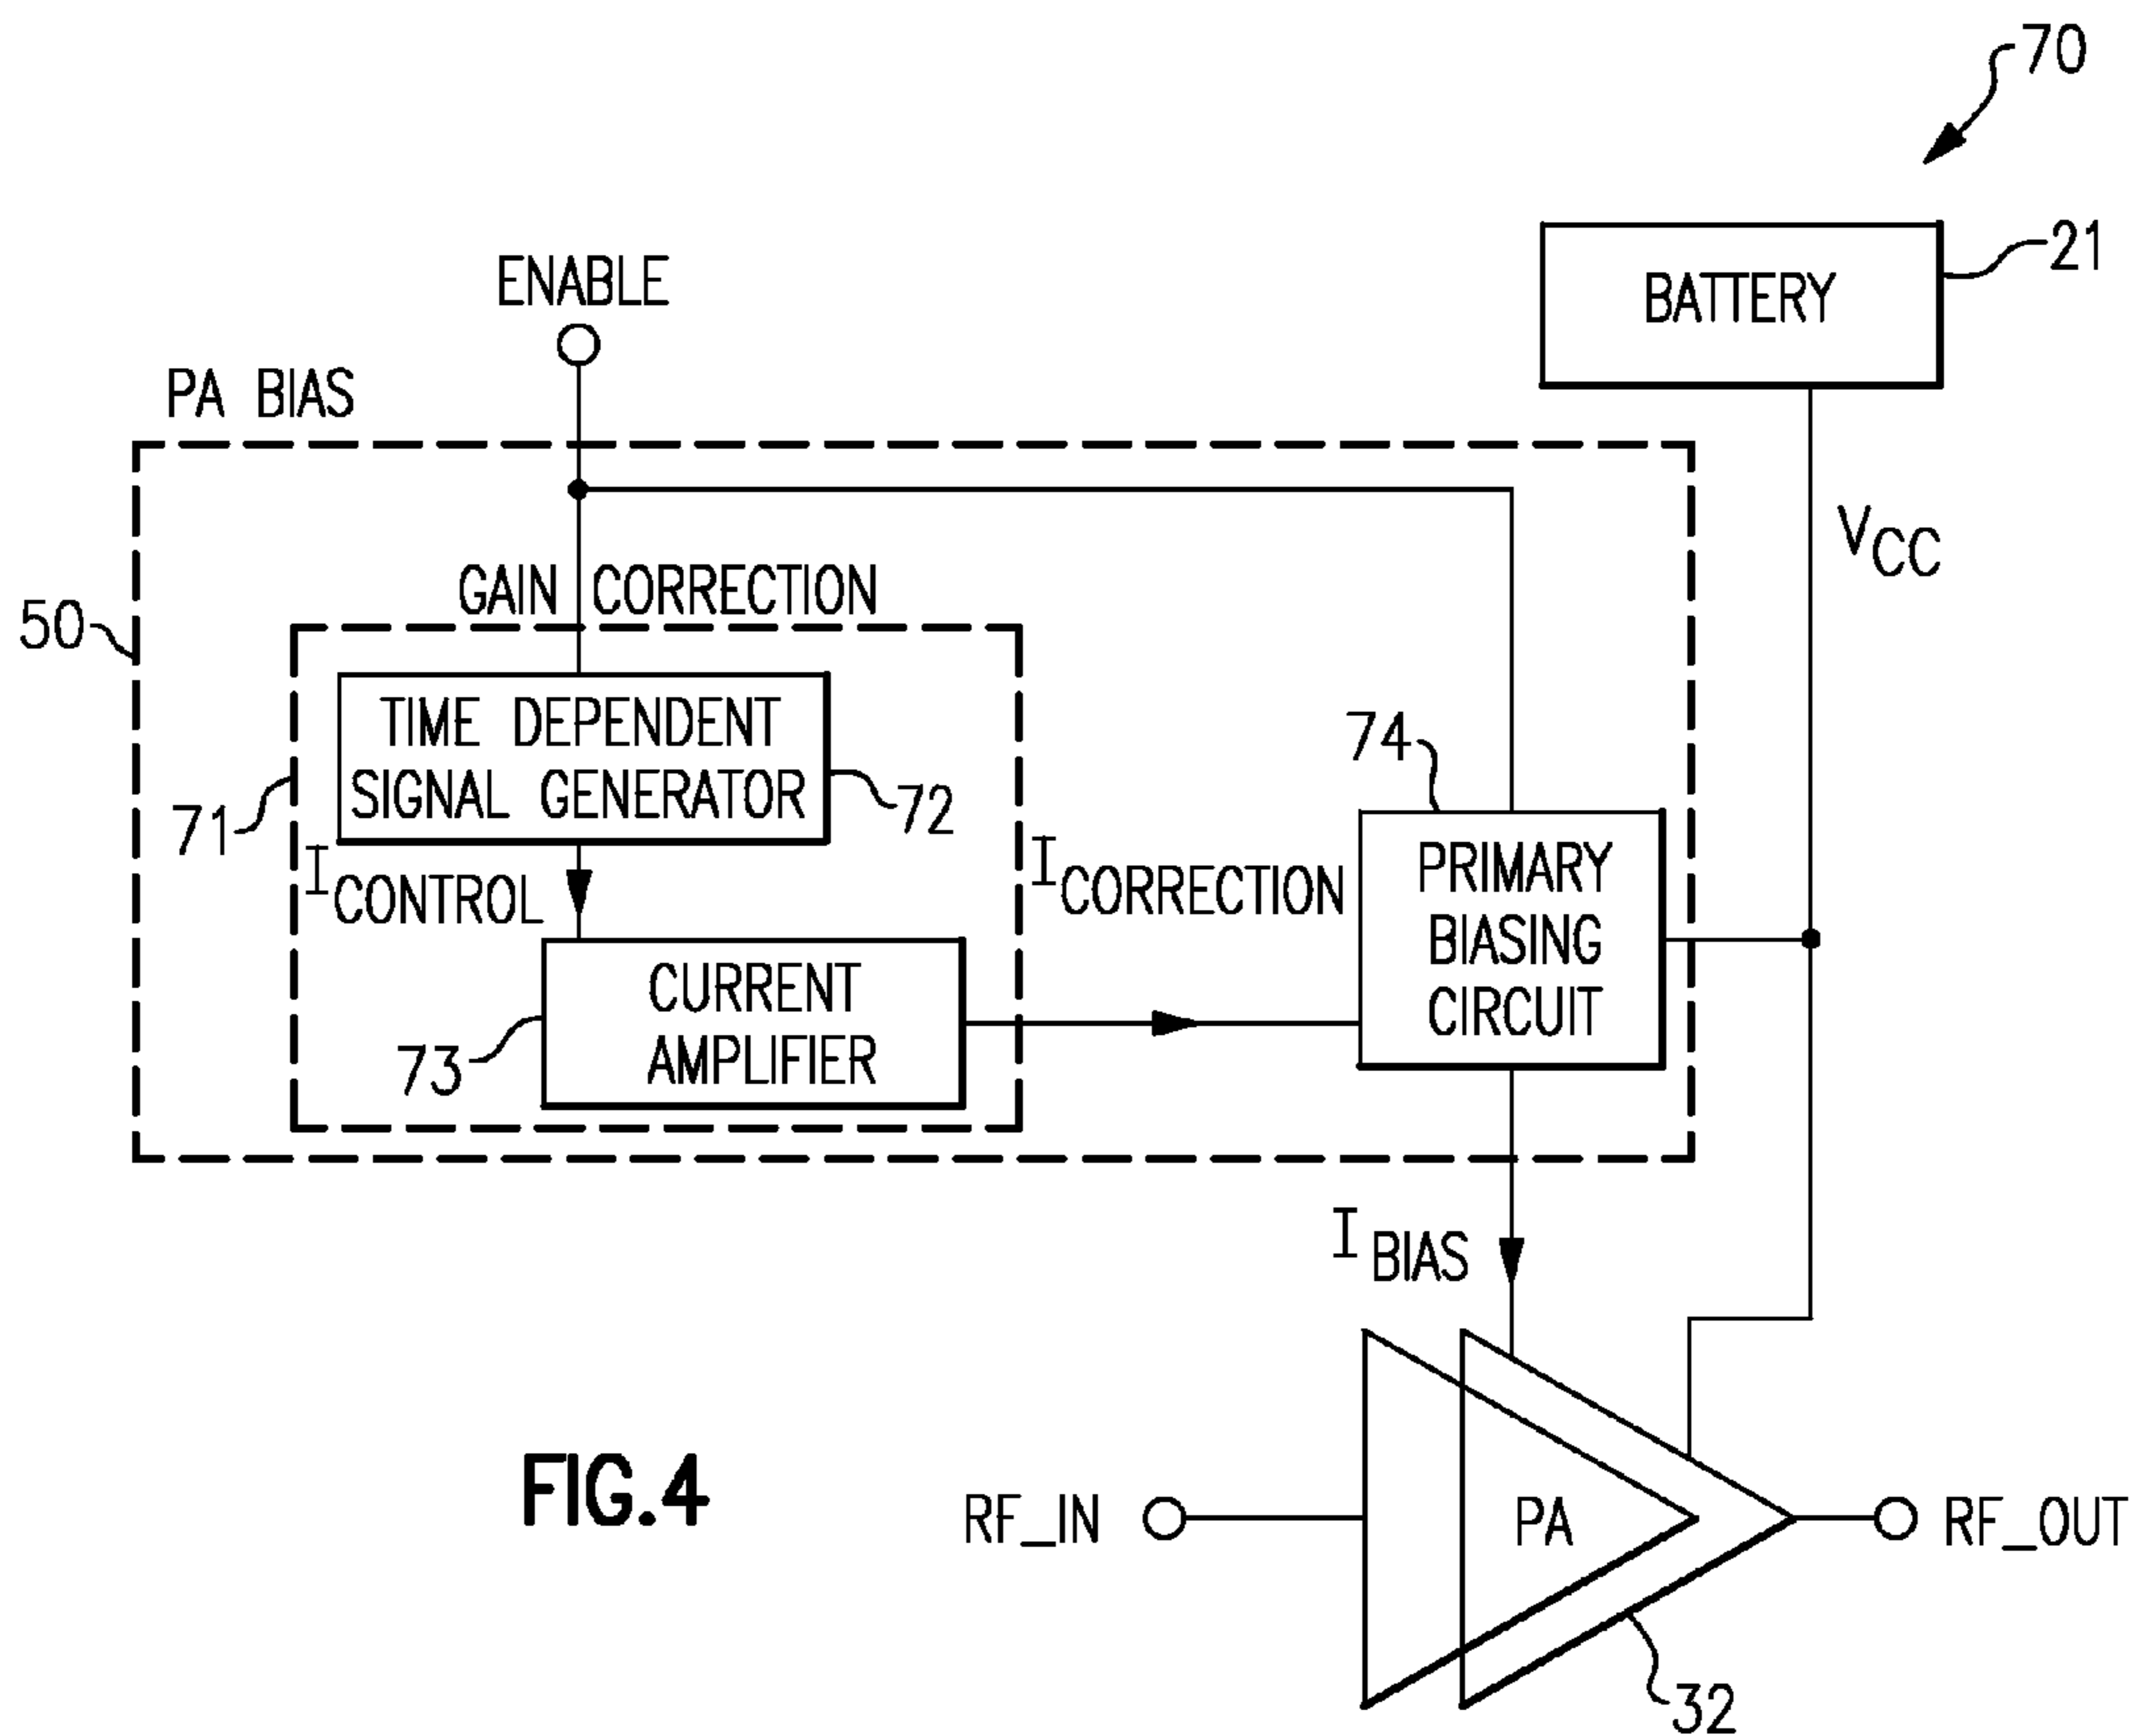 70
BATTERY
21
ENABLE
PA BIAS
V CC
GAIN CORRECTION
50
TIME DEPENDENT
SIGNAL GENERATOR
72
71
74
I CONTROL
I CORRECTION
PRIMARY
BIASING
CIRCUIT
CURRENT
AMPLIFIER
73
I BIAS
FIG.4
RF_IN
PA
RF_OUT
32